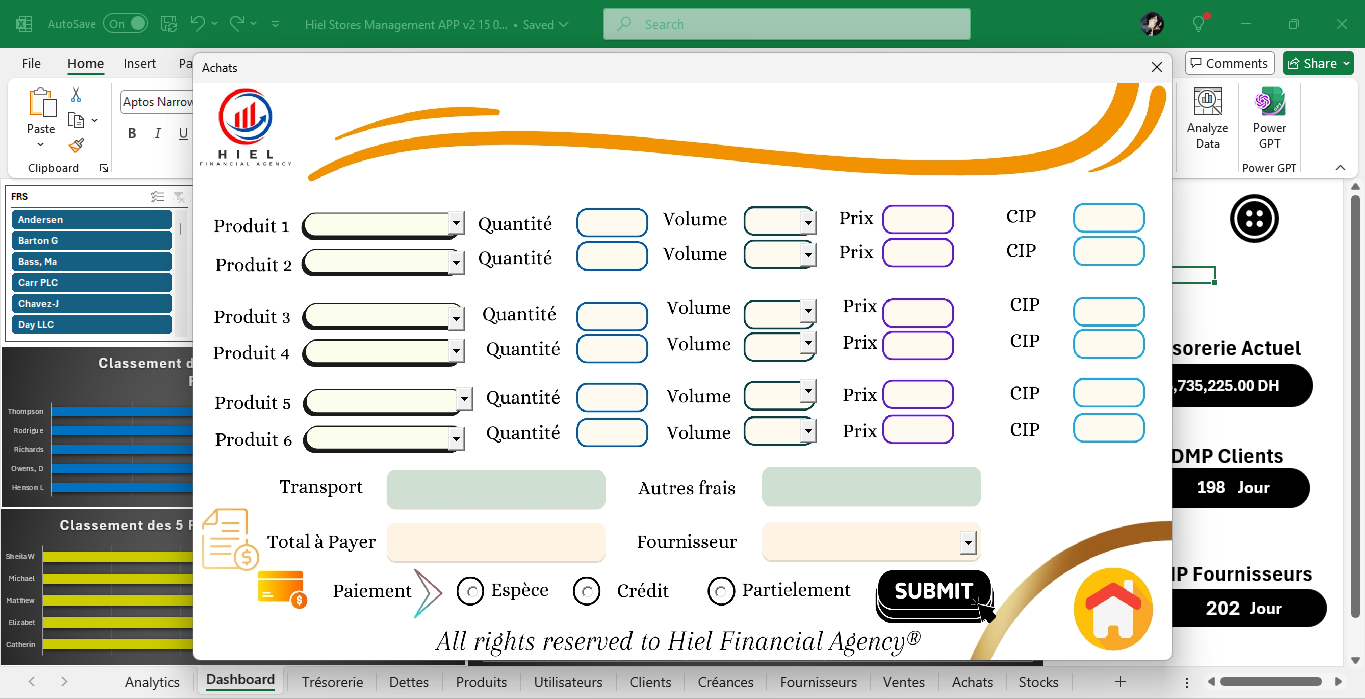 AutoSave On Hiel Stores Management APP v2 15 0... • Saved Search
File Home Insert Pa Comments Share
Paste Aptos Narrow
B I U
Clipboard
Analyze Data
Power GPT
Power GPT
FRS
Andersen
Barton G
Bass, Ma
Carr PLC
Chavez-J
Day LLC
Classement d
Thompson
Rodrigue
Richards
Owens, D
Henson L
Classement des 5 F
Sheila W
Michael
Matthew
Elizabet
Catherin
Achats
HIEL
FINANCIAL AGENCY
Produit 1 Quantité Volume Prix CIP
Produit 2 Quantité Volume Prix CIP
Produit 3 Quantité Volume Prix CIP
Produit 4 Quantité Volume Prix CIP
Produit 5 Quantité Volume Prix CIP
Produit 6 Quantité Volume Prix CIP
Transport Autres frais
Total à Payer Fournisseur
Paiement Espèce Crédit Partielement SUBMIT
All rights reserved to Hiel Financial Agency®
sorerie Actuel
,735,225.00 DH
DMP Clients
198 Jour
IP Fournisseurs
202 Jour
Analytics Dashboard Trésorerie Dettes Produits Utilisateurs Clients Créances Fournisseurs Ventes Achats Stocks